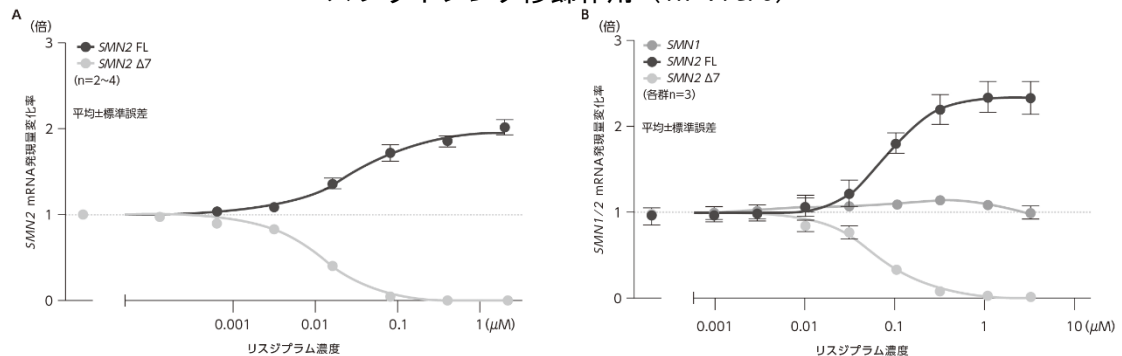 A
（倍）
3
SMN2 FL
SMN2 Δ7
(n=2~4)
平均±標準誤差
2
1
0
SMN2 mRNA発現量変化率
0.001
0.01
0.1
1(μM)
リスジプラム濃度
B
（倍）
3
SMN1
SMN2 FL
SMN2 Δ7
(各群n=3)
平均±標準誤差
2
1
0
SMN1/2 mRNA発現量変化率
0.001
0.01
0.1
1
10(μM)
リスジプラム濃度